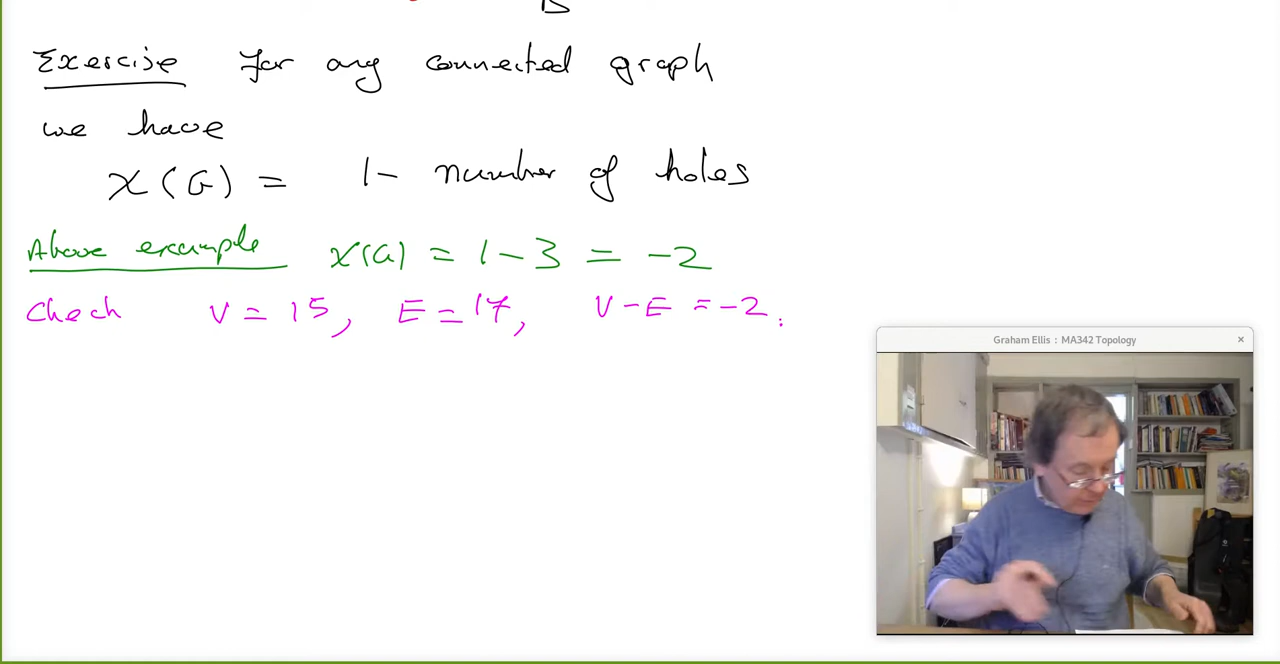 Exercise For any connected graph
we have
χ(G) = 1 - number of holes
Above example χ(G) = 1 - 3 = -2
Check V = 15, E = 17, V - E = -2.
Graham Ellis : MA342 Topology